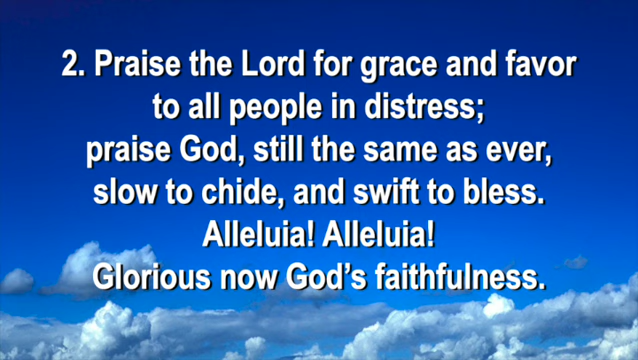 2. Praise the Lord for grace and favor
to all people in distress;
praise God, still the same as ever,
slow to chide, and swift to bless.
Alleluia! Alleluia!
Glorious now God's faithfulness.